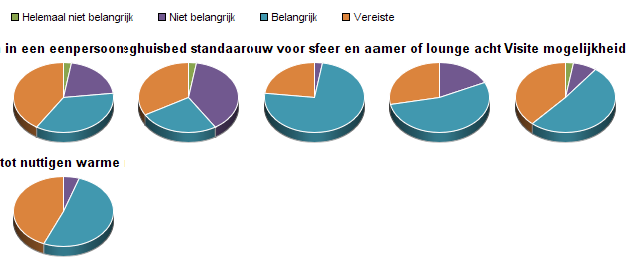 Helemaal niet belangrijk Niet belangrijk Belangrijk Vereiste
in een eenpersoonsghuisbed standaarouw voor sfeer en aamer of lounge acht Visite mogelijkheid
tot nuttigen warme